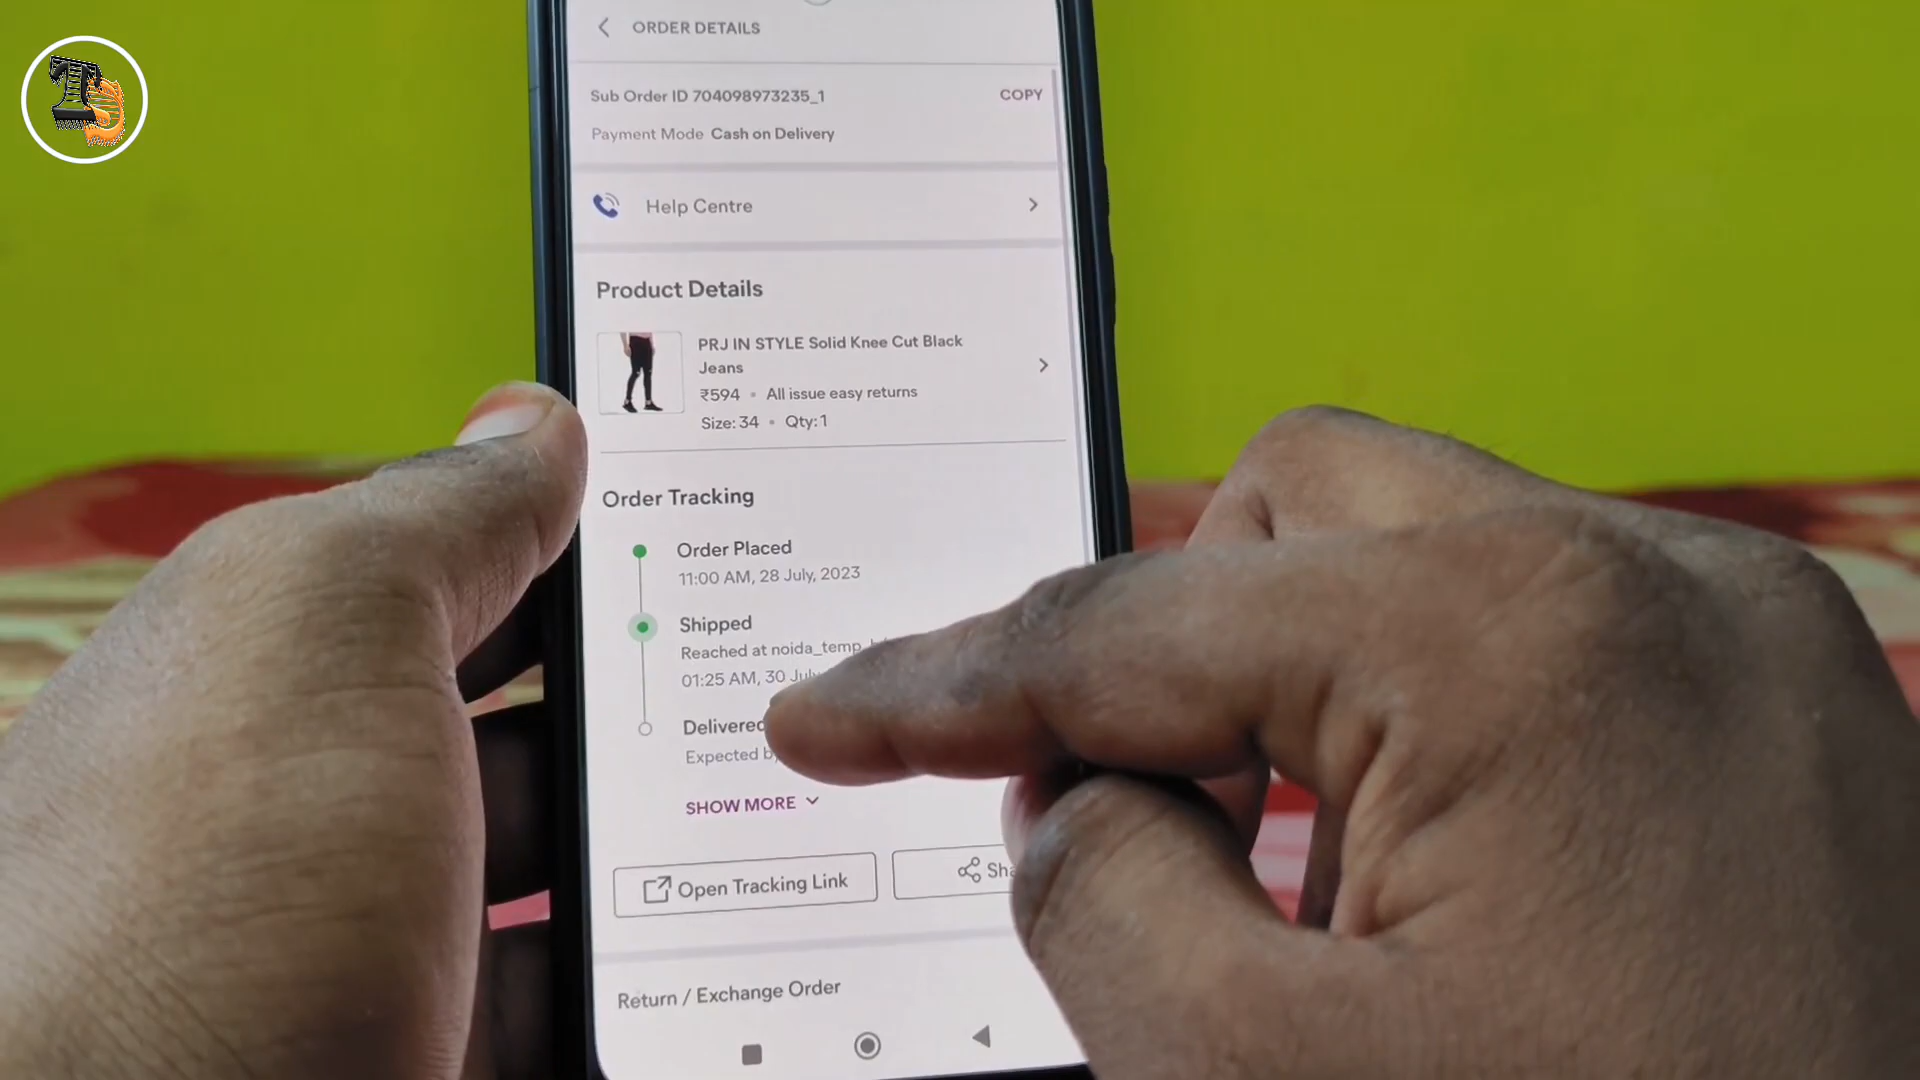 ORDER DETAILS
Sub Order ID 704098973235_1
COPY
Payment Mode Cash on Delivery
Help Centre
Product Details
PRJ IN STYLE Solid Knee Cut Black
Jeans
₹594 • All issue easy returns
Size: 34 • Qty: 1
Order Tracking
Order Placed
11:00 AM, 28 July, 2023
Shipped
Reached at noida_temp_
01:25 AM, 30 July
Delivered
Expected by
SHOW MORE
Open Tracking Link
Return / Exchange Order